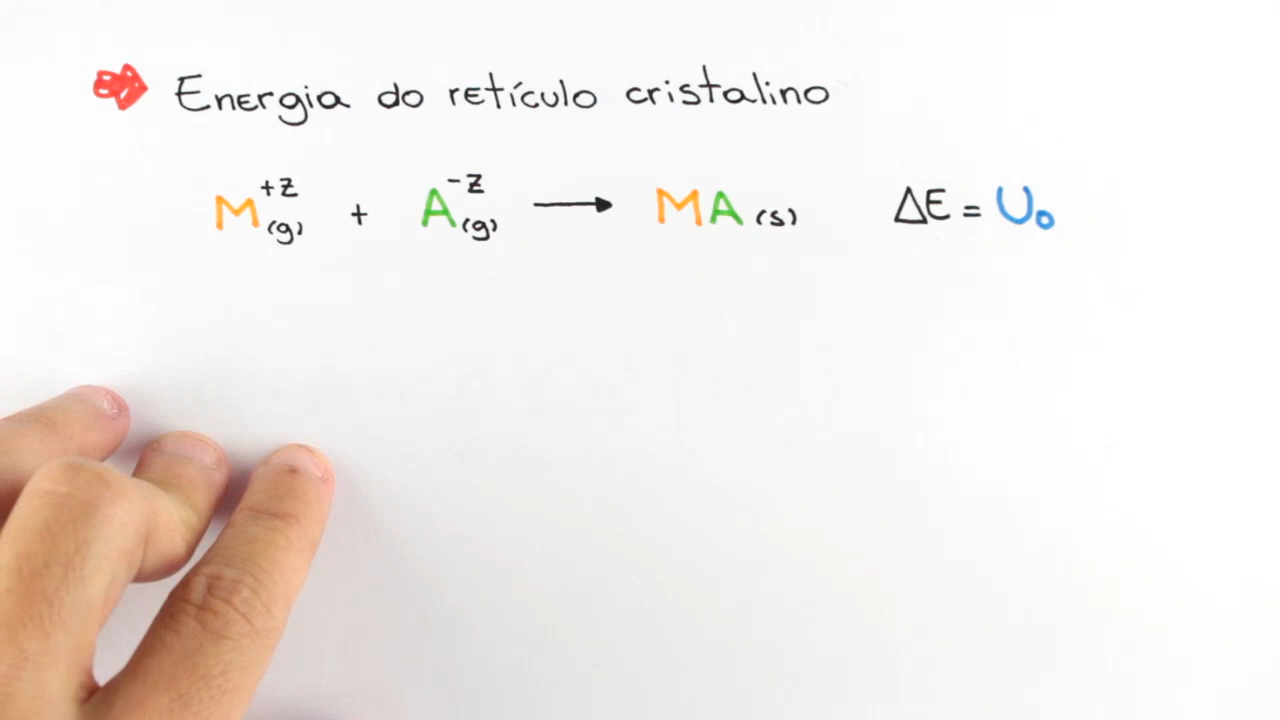 Energia do retículo cristalino
M⁺ᶻ(g) + A⁻ᶻ(g) → MA(s) ΔE = U₀